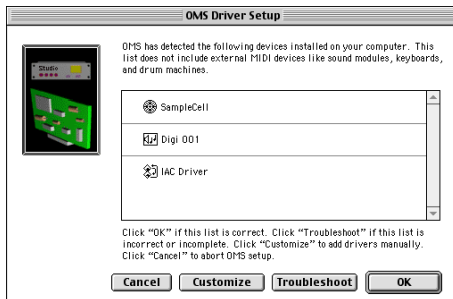 OMS Driver Setup
OMS has detected the following devices installed on your computer. This
list does not include external MIDI devices like sound modules, keyboards,
and drum machines.
Studio
SampleCell
Digi 001
IAC Driver
Click “OK” if this list is correct. Click “Troubleshoot” if this list is
incorrect or incomplete. Click “Customize” to add drivers manually.
Click “Cancel” to abort OMS setup.
Cancel Customize Troubleshoot OK